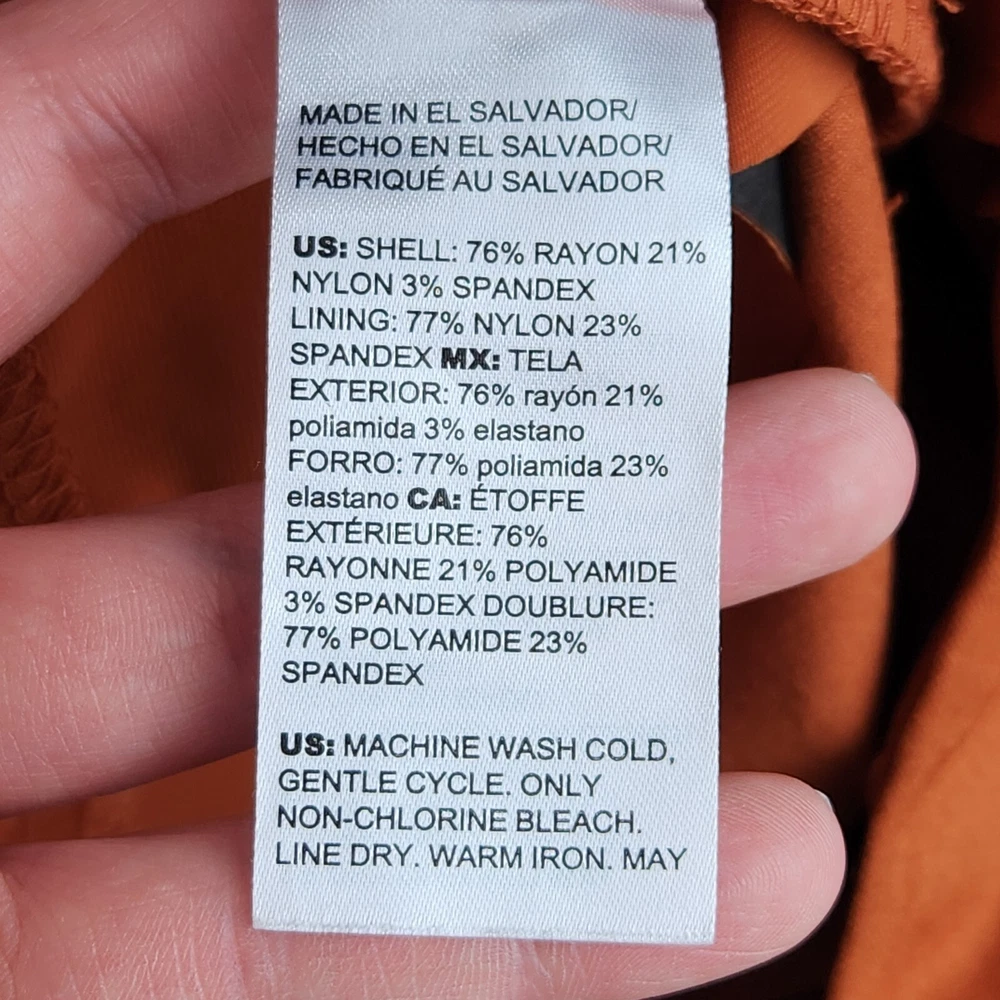 MADE IN EL SALVADOR/
HECHO EN EL SALVADOR/
FABRIQUÉ AU SALVADOR
US: SHELL: 76% RAYON 21%
NYLON 3% SPANDEX
LINING: 77% NYLON 23%
SPANDEX MX: TELA
EXTERIOR: 76% rayón 21%
poliamida 3% elastano
FORRO: 77% poliamida 23%
elastano CA: ÉTOFFE
EXTÉRIEURE: 76%
RAYONNE 21% POLYAMIDE
3% SPANDEX DOUBLURE:
77% POLYAMIDE 23%
SPANDEX
US: MACHINE WASH COLD,
GENTLE CYCLE. ONLY
NON-CHLORINE BLEACH.
LINE DRY. WARM IRON. MAY